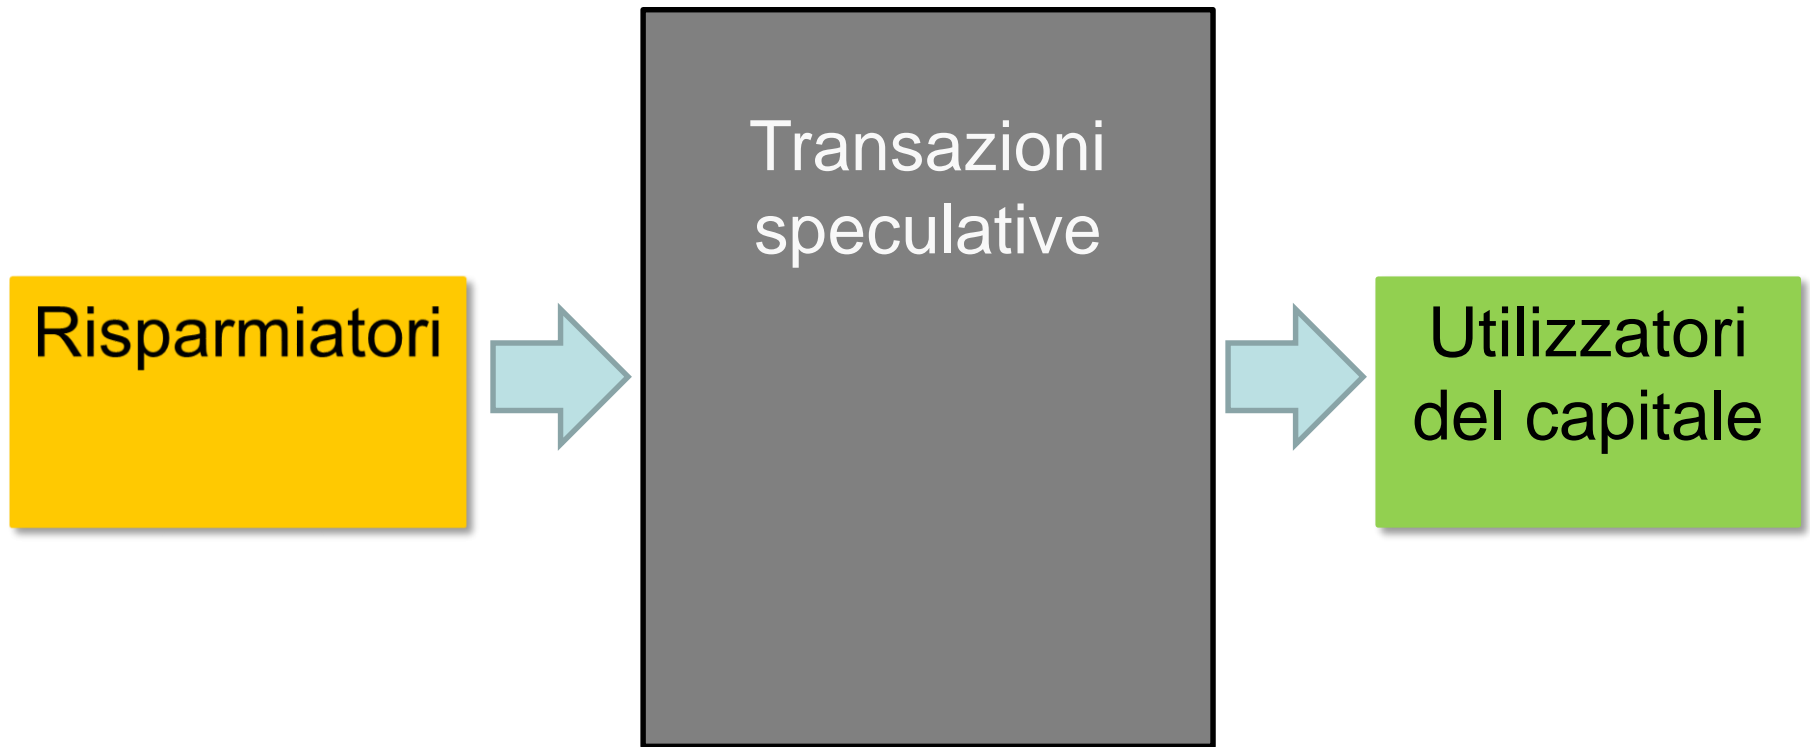 Transazioni
speculative
Risparmiatori
Utilizzatori
del capitale